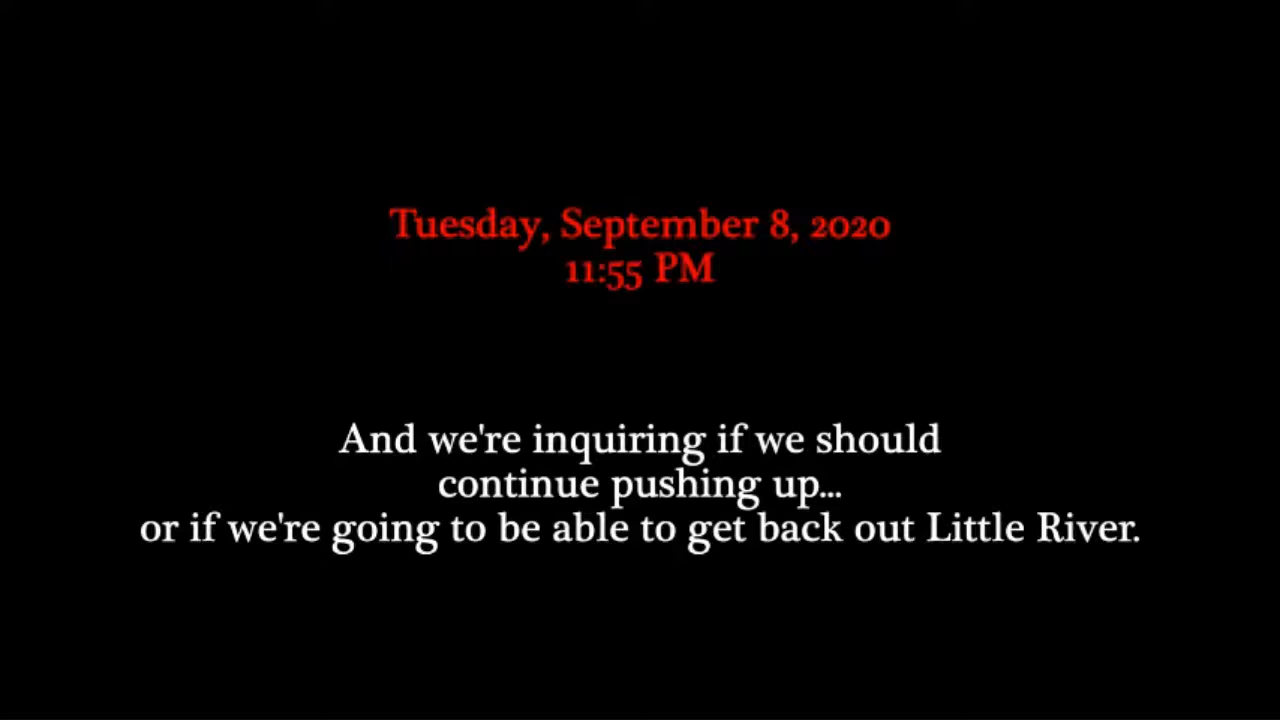 Tuesday, September 8, 2020
11:55 PM
And we're inquiring if we should
continue pushing up...
or if we're going to be able to get back out Little River.